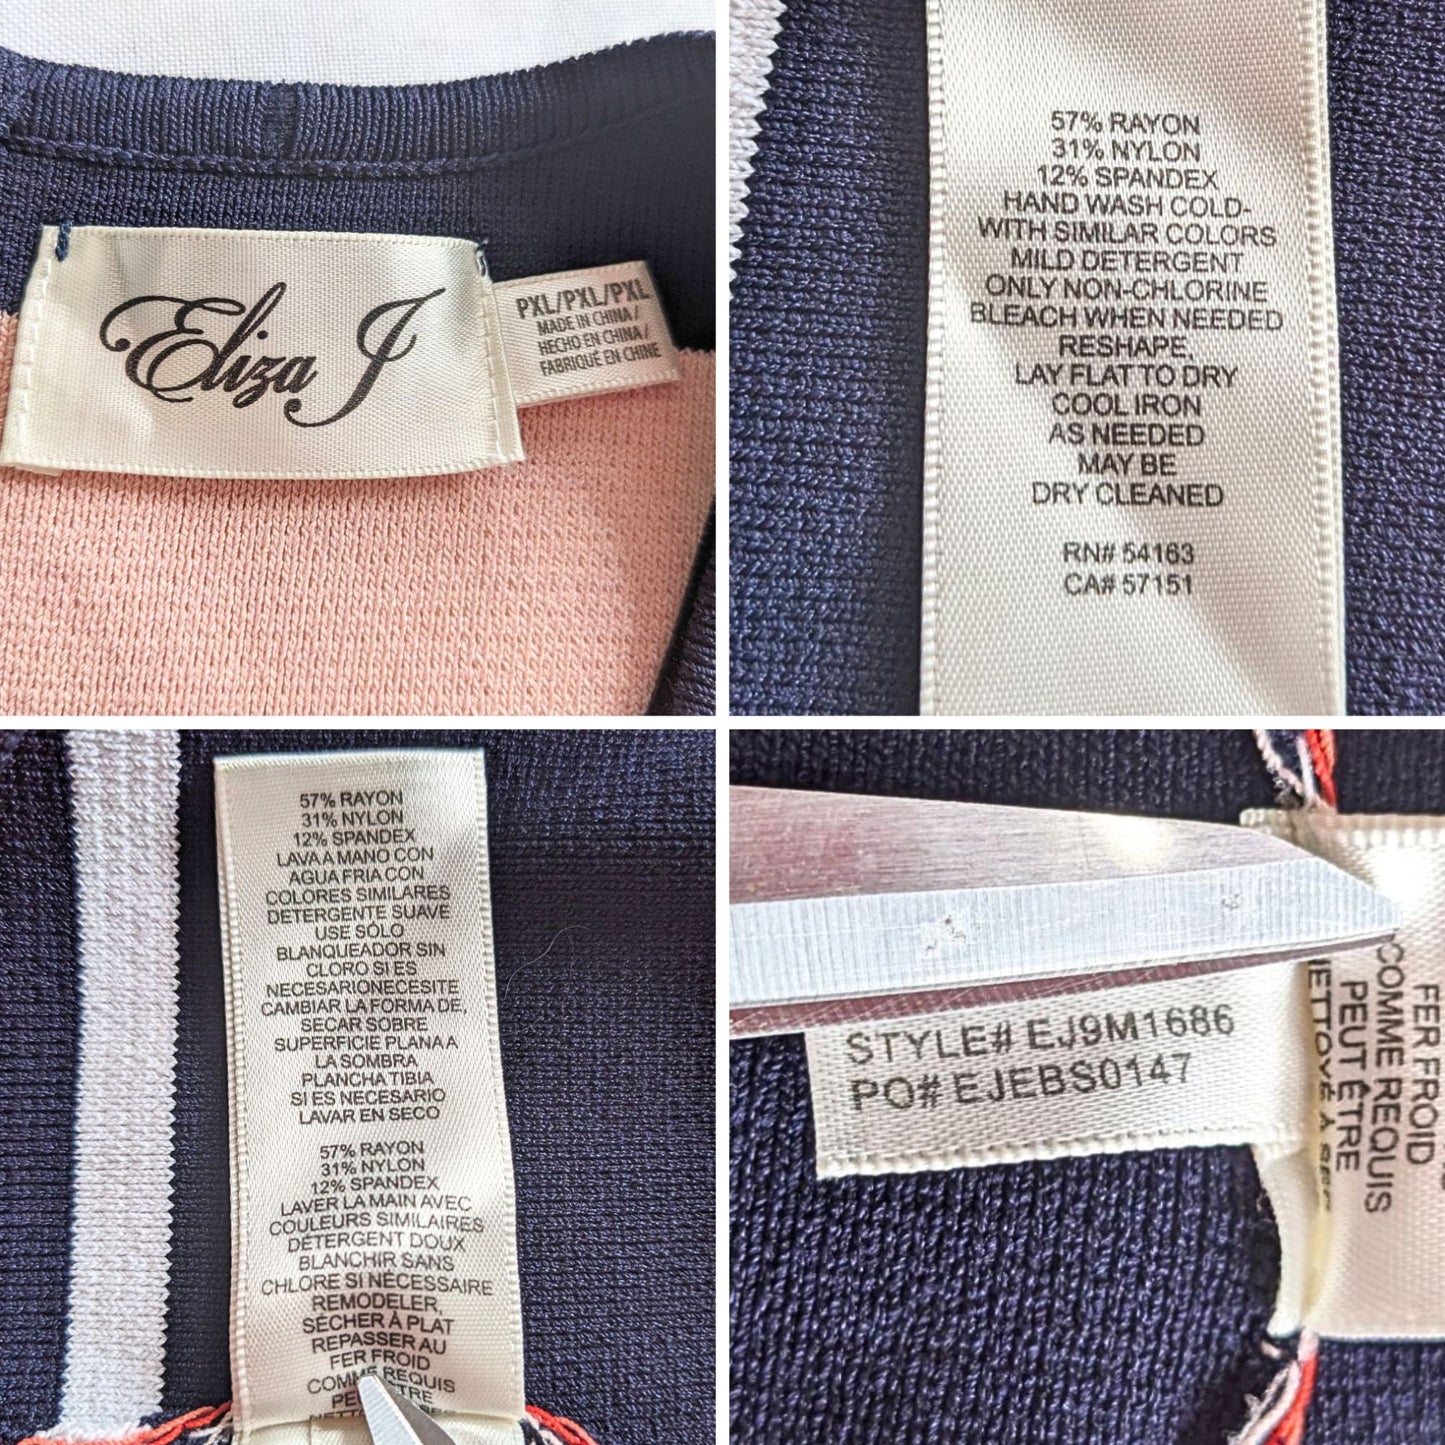 Eliza J
PXL/PXL/PXL
MADE IN CHINA/
HECHO EN CHINA/
FABRIQUÉ EN CHINE
57% RAYON
31% NYLON
12% SPANDEX
HAND WASH COLD-
WITH SIMILAR COLORS
MILD DETERGENT
ONLY NON-CHLORINE
BLEACH WHEN NEEDED
RESHAPE,
LAY FLAT TO DRY
COOL IRON
AS NEEDED
MAY BE
DRY CLEANED
RN# 54163
CA# 57151
57% RAYON
31% NYLON
12% SPANDEX
LAVA A MANO CON
AGUA FRIA CON
COLORES SIMILARES
DETERGENTE SUAVE
USE SÓLO
BLANQUEADOR SIN
CLORO SI ES
NECESARIONECESITE
CAMBIAR LA FORMA DE,
SECAR SOBRE
SUPERFICIE PLANA A
LA SOMBRA
PLANCHA TIBIA
SI ES NECESARIO
LAVAR EN SECO
57% RAYON
31% NYLON
12% SPANDEX
LAVER LA MAIN AVEC
COULEURS SIMILAIRES
DÉTERGENT DOUX
BLANCHIR SANS
CHLORE SI NÉCESSAIRE
REMODELER,
SÉCHER À PLAT
REPASSER AU
FER FROID
COMME REQUIS
STYLE# EJ9M1686
PO# EJEBS0147
FER FROID
COMME REQUIS
PEUT ÊTRE